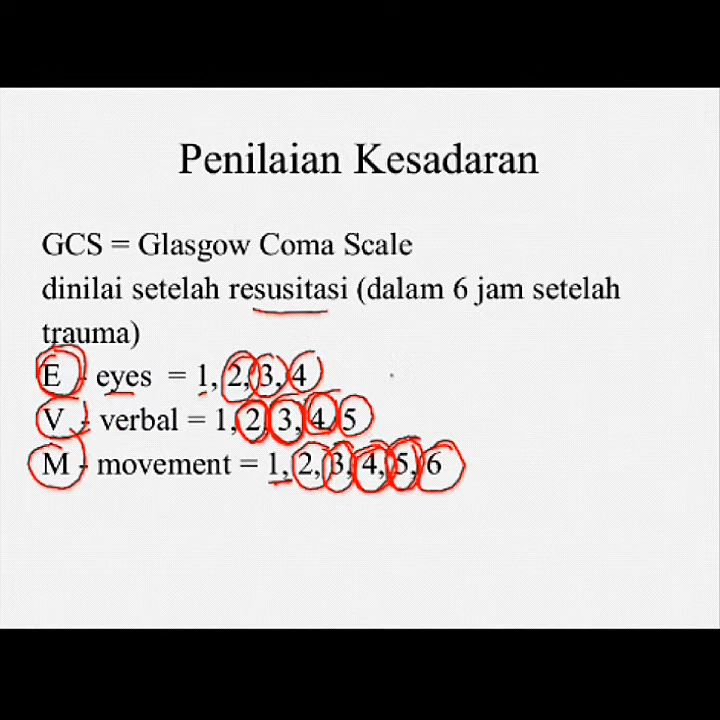 Penilaian Kesadaran
GCS = Glasgow Coma Scale
dinilai setelah resusitasi (dalam 6 jam setelah
trauma)
E - eyes = 1, 2, 3, 4
V - verbal = 1, 2, 3, 4, 5
M - movement = 1, 2, 3, 4, 5, 6